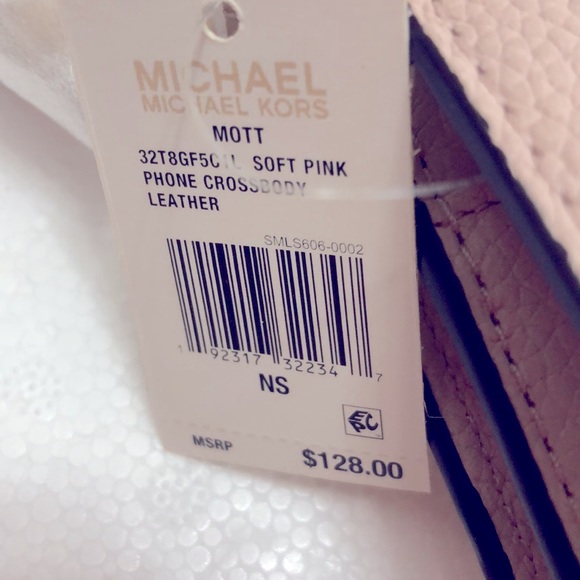 MICHAEL
MICHAEL KORS
MOTT
SOFT PINK
PHONE CROSSBODY
LEATHER
SMLS606-0002
1 92317 32234 7
NS
EPC
MSRP
$128.00